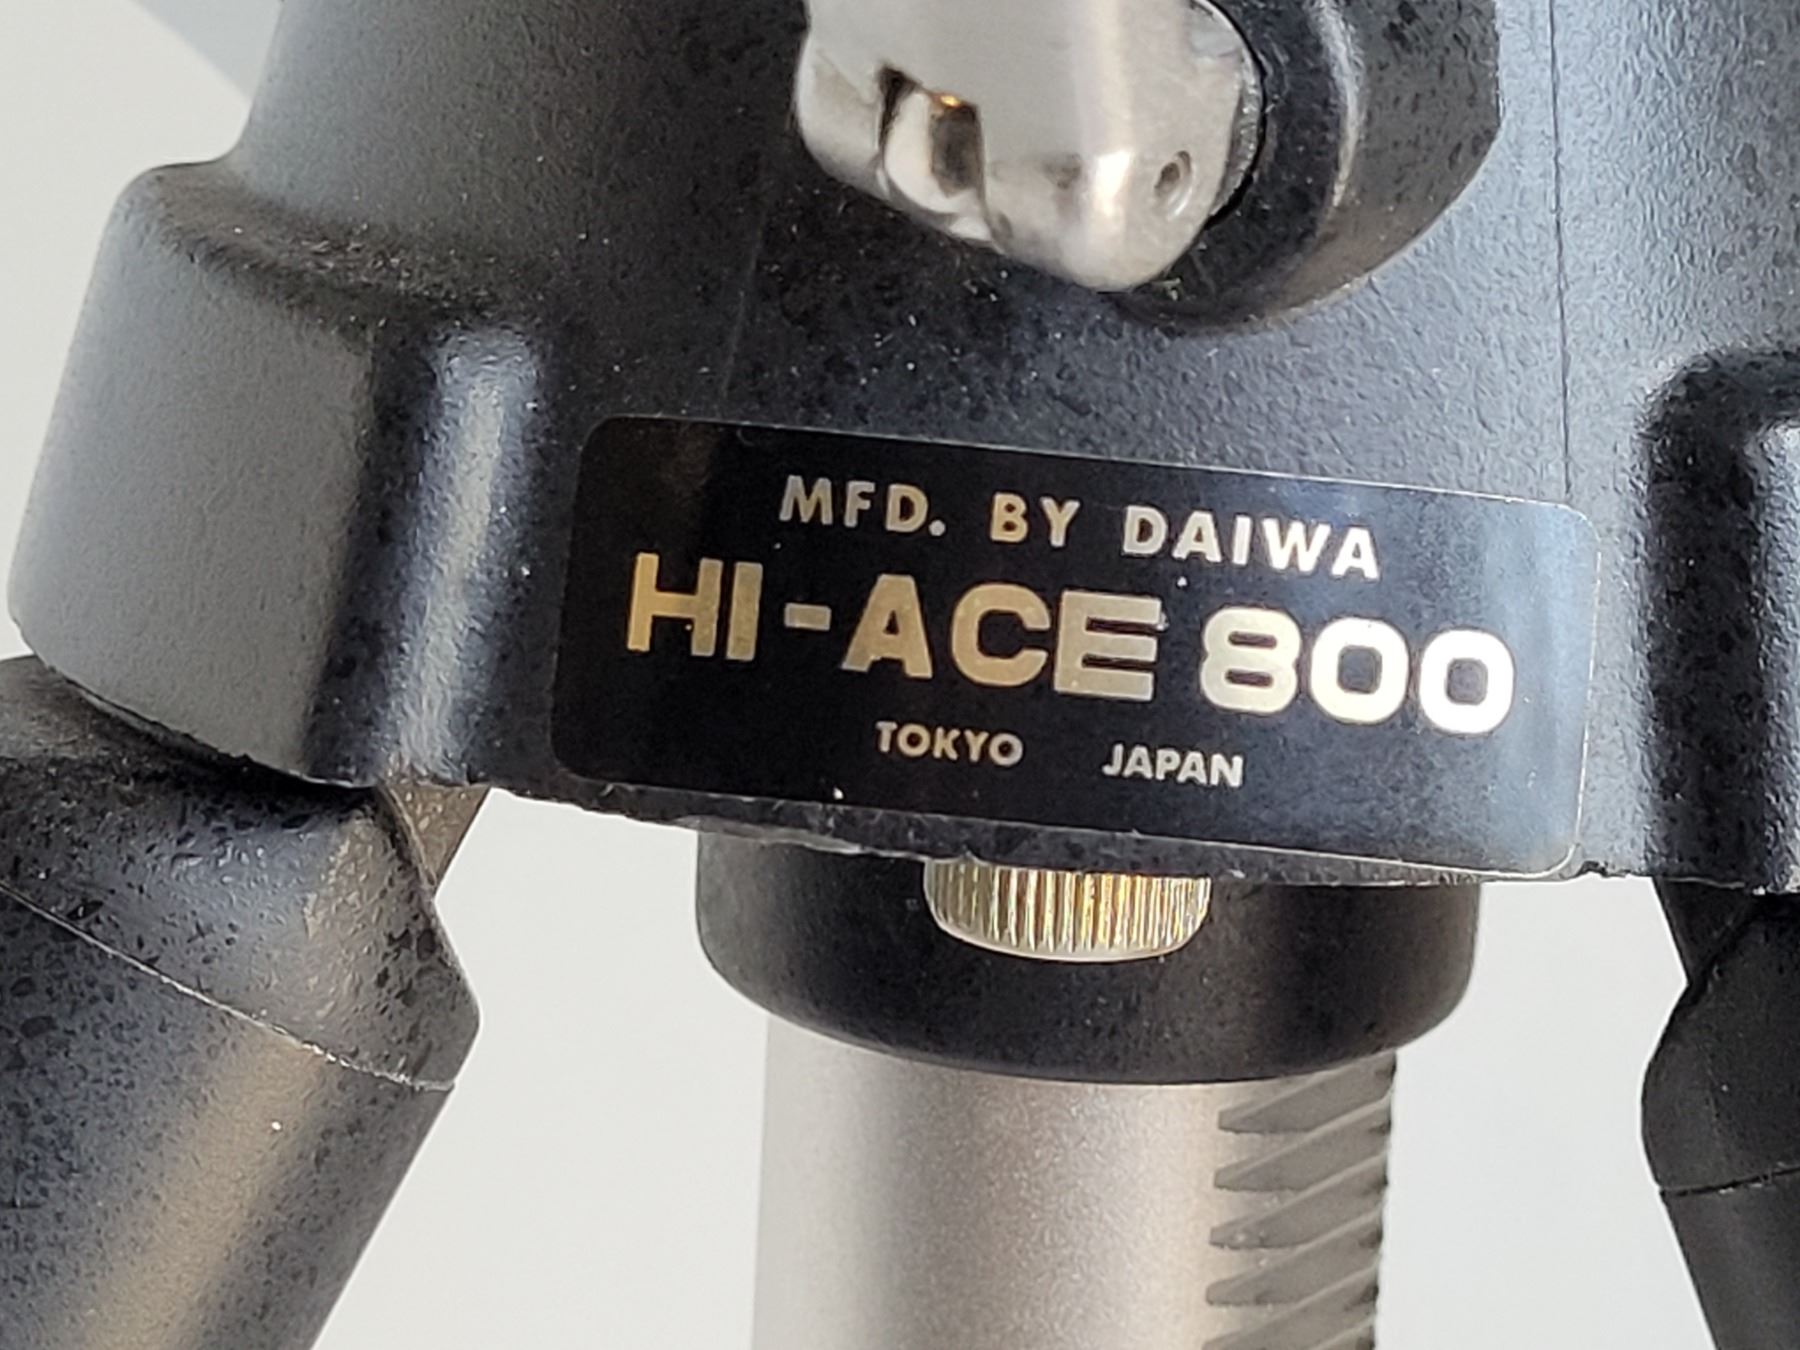 MFD. BY DAIWA
HI-ACE 800
TOKYO JAPAN